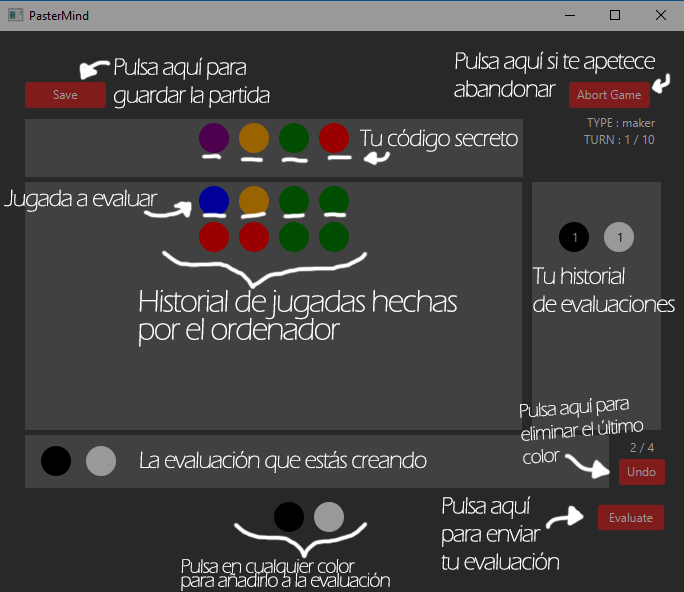 PasterMind
Pulsa aquí para
guardar la partida
Save
Pulsa aquí si te apetece
abandonar
Abort Game
TYPE : maker
TURN : 1 / 10
Tu código secreto
Jugada a evaluar
1 1
Tu historial
de evaluaciones
Historial de jugadas hechas
por el ordenador
Pulsa aquí para
eliminar el último
color
2 / 4
Undo
La evaluación que estás creando
Pulsa aquí
para enviar
tu evaluación
Evaluate
Pulsa en cualquier color
para añadirlo a la evaluación